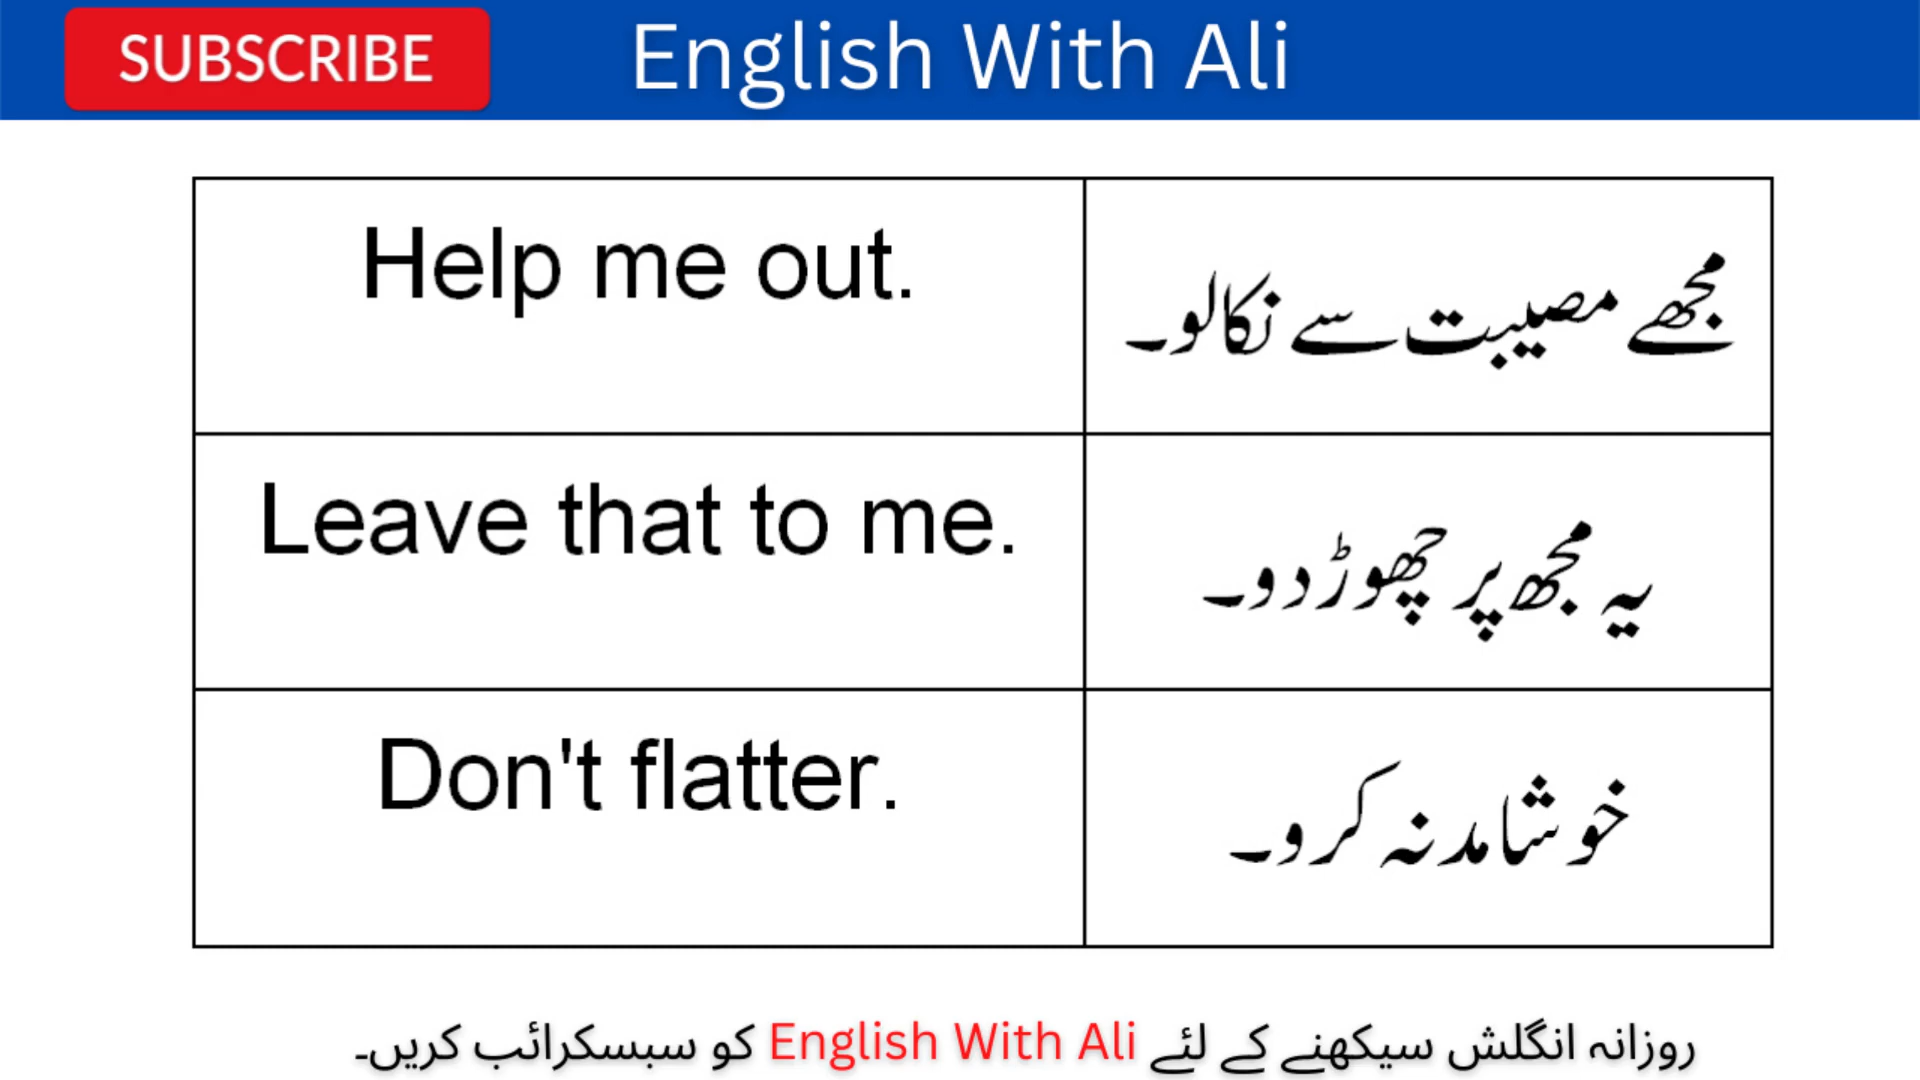 SUBSCRIBE
English With Ali
Help me out.
مجھے مصیبت سے نکالو۔
Leave that to me.
یہ مجھ پر چھوڑ دو۔
Don't flatter.
خوشامد نہ کرو۔
روزانہ انگلش سیکھنے کے لئے English With Ali کو سبسکرائب کریں۔